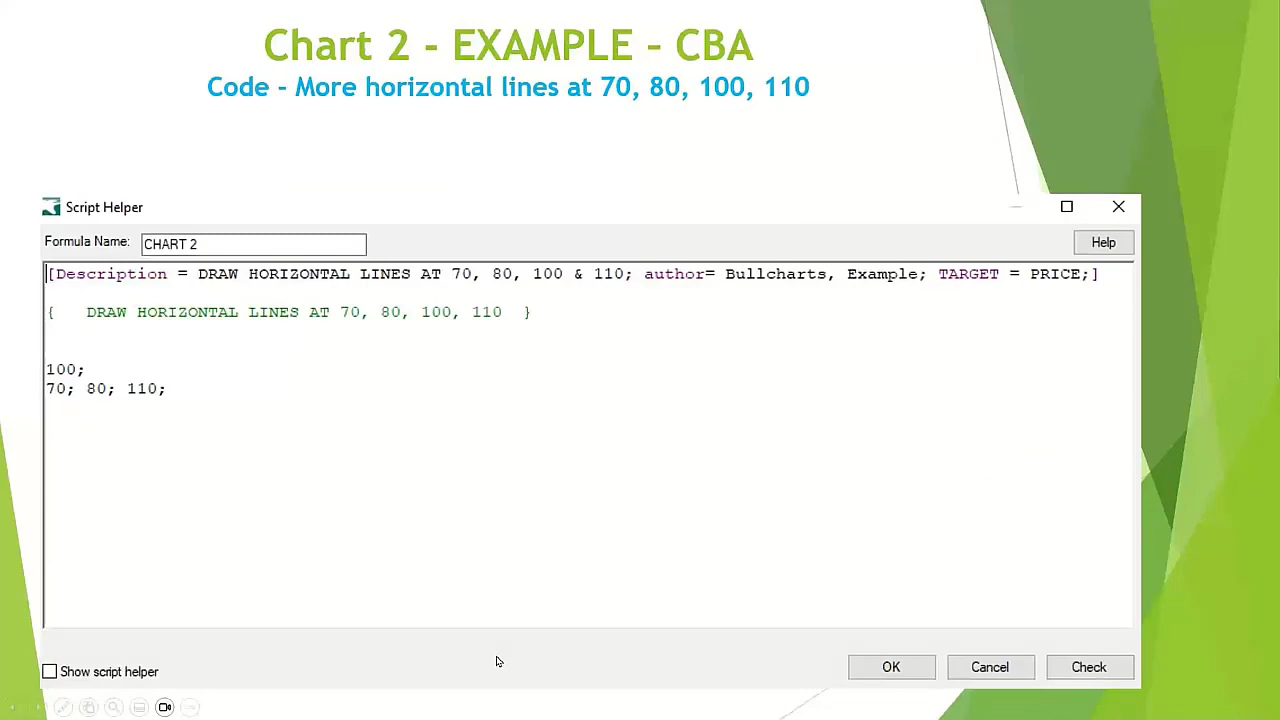 Chart 2 - EXAMPLE – CBA
Code - More horizontal lines at 70, 80, 100, 110
Script Helper
Formula Name: CHART 2
Help
[Description = DRAW HORIZONTAL LINES AT 70, 80, 100 & 110; author= Bullcharts, Example; TARGET = PRICE;]
{ DRAW HORIZONTAL LINES AT 70, 80, 100, 110 }
100;
70; 80; 110;
Show script helper
OK Cancel Check